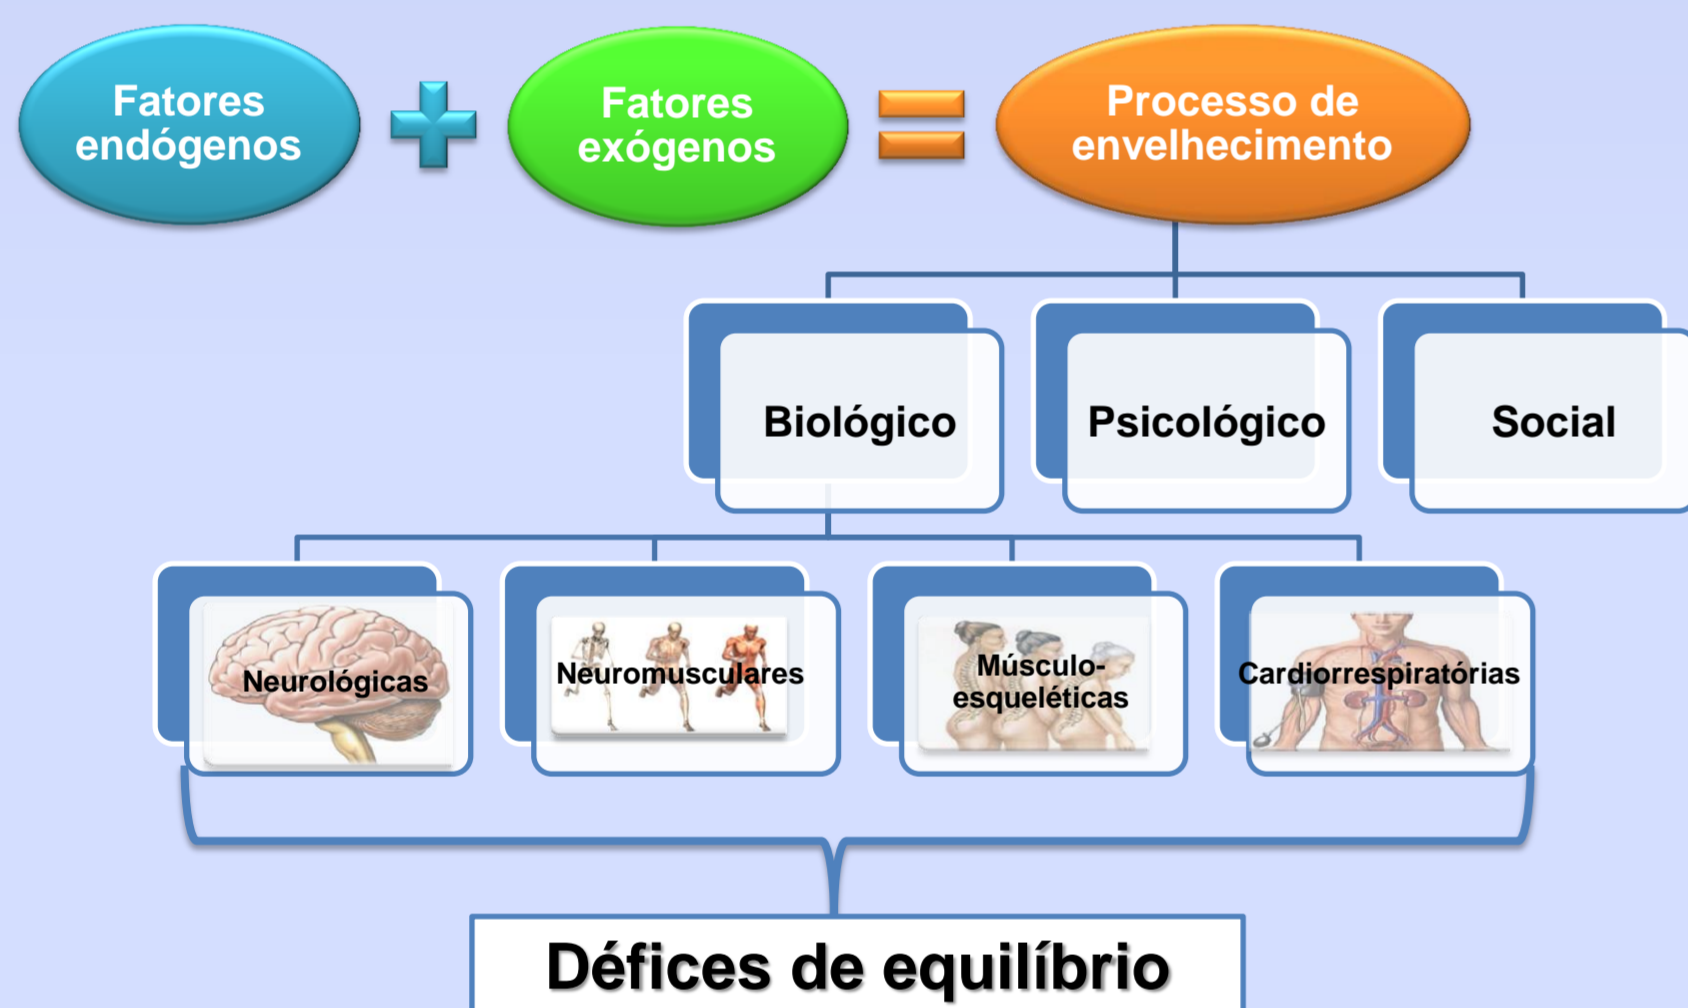 Fatores
endógenos
Fatores
exógenos
Processo de
envelhecimento
Biológico
Psicológico
Social
Neurológicas
Neuromusculares
Músculo-
esqueléticas
Cardiorrespiratórias
Défices de equilíbrio